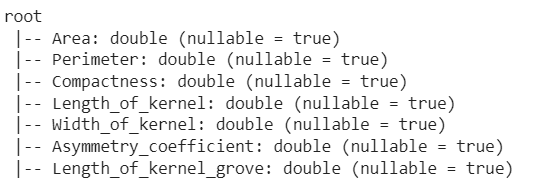 root
 |-- Area: double (nullable = true)
 |-- Perimeter: double (nullable = true)
 |-- Compactness: double (nullable = true)
 |-- Length_of_kernel: double (nullable = true)
 |-- Width_of_kernel: double (nullable = true)
 |-- Asymmetry_coefficient: double (nullable = true)
 |-- Length_of_kernel_grove: double (nullable = true)